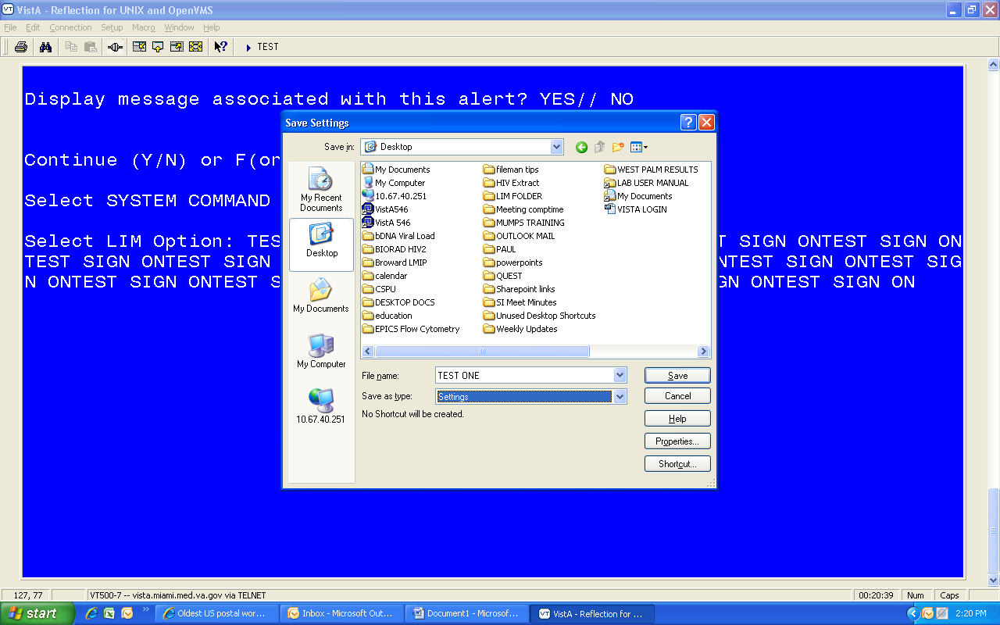 VistA - Reflection for UNIX and OpenVMS
File Edit Connection Setup Macro Window Help
TEST
Display message associated with this alert? YES// NO
Continue (Y/N) or F(or
Select SYSTEM COMMAND
Select LIM Option: TES T SIGN ONTEST SIGN ON
TEST SIGN ONTEST SIGN NTEST SIGN ONTEST SIG
N ONTEST SIGN ONTEST S GN ONTEST SIGN ON
Save Settings
Save in: Desktop
My Recent Documents
Desktop
My Documents
My Computer
10.67.40.251
My Documents
My Computer
10.67.40.251
VistA546
VistA 546
bDNA Viral Load
BIORAD HIV2
Broward LMIP
calendar
CSPU
DESKTOP DOCS
education
EPICS Flow Cytometry
fileman tips
HIV Extract
LIM FOLDER
Meeting comptime
MUMPS TRAINING
OUTLOOK MAIL
PAUL
powerpoints
QUEST
Sharepoint links
SI Meet Minutes
Unused Desktop Shortcuts
Weekly Updates
WEST PALM RESULTS
LAB USER MANUAL
My Documents
VISTA LOGIN
File name: TEST ONE Save
Save as type: Settings Cancel
No Shortcut will be created.
Help
Properties...
Shortcut...
127, 77 VT500-7 -- vista.miami.med.va.gov via TELNET 00:20:39 Num Caps
start Oldest US postal wor... Inbox - Microsoft Out... Document1 - Microsof... VistA - Reflection for ... 2:20 PM